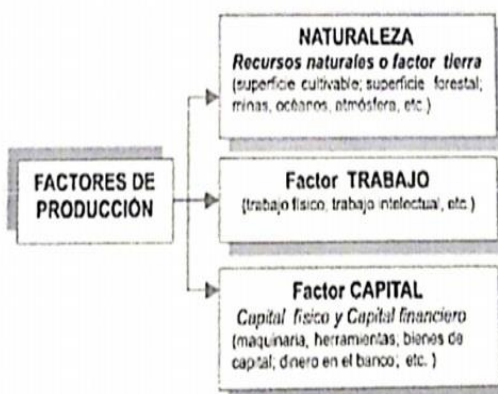 NATURALEZA
Recursos naturales o factor tierra
(superficie cultivable; superficie forestal;
minas, océanos, atmósfera, etc.)
FACTORES DE
PRODUCCIÓN
Factor TRABAJO
(trabajo físico, trabajo intelectual, etc.)
Factor CAPITAL
Capital físico y Capital financiero
(maquinaria, herramientas; bienes de
capital; dinero en el banco; etc. )